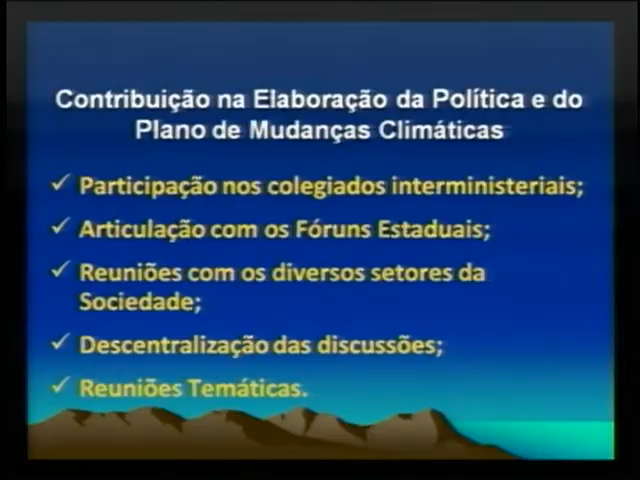 Contribuição na Elaboração da Política e do
Plano de Mudanças Climáticas
✓ Participação nos colegiados interministeriais;
✓ Articulação com os Fóruns Estaduais;
✓ Reuniões com os diversos setores da
Sociedade;
✓ Descentralização das discussões;
✓ Reuniões Temáticas.